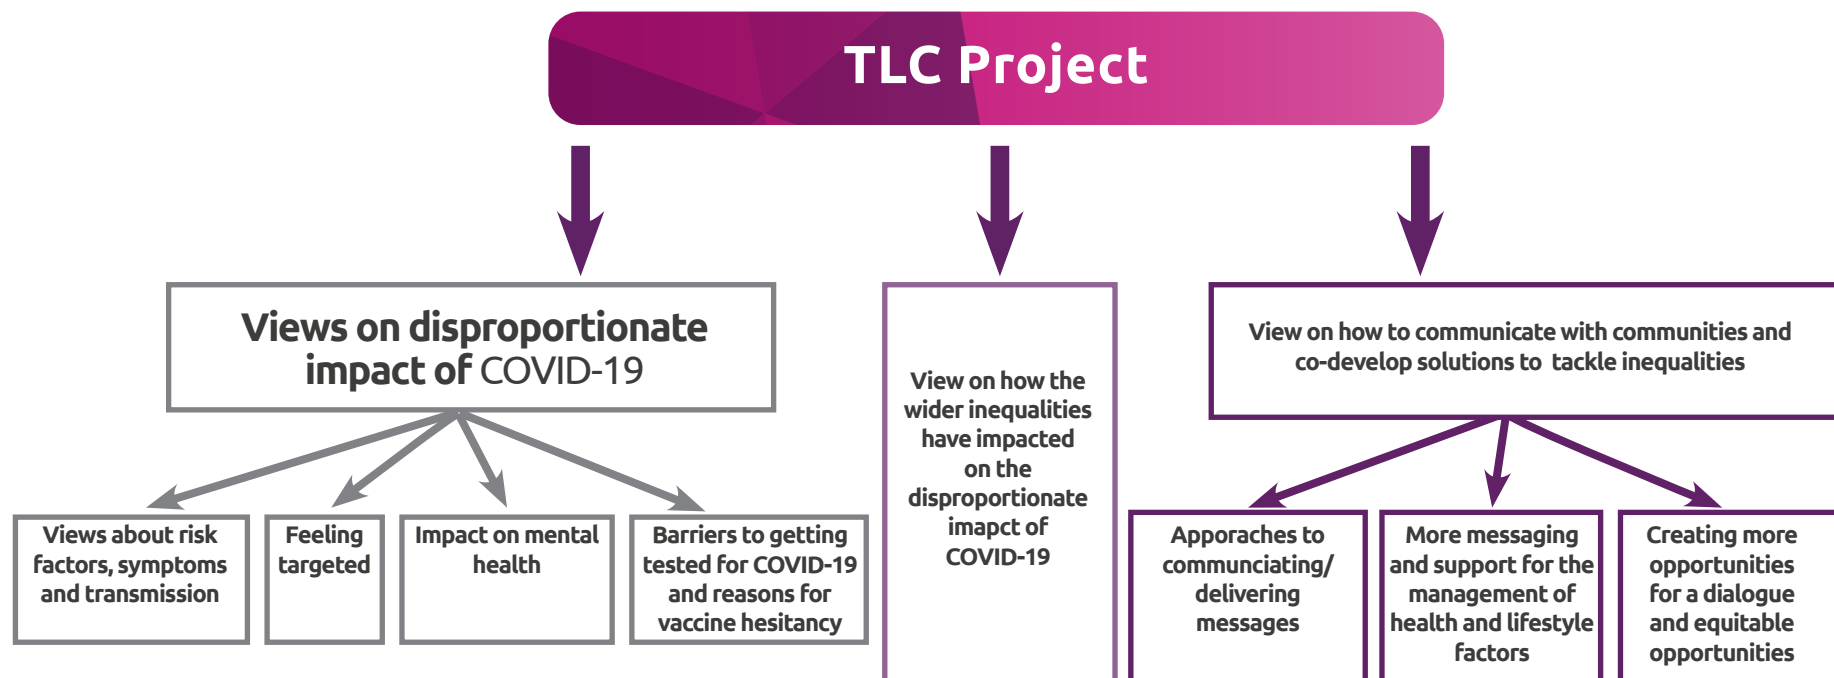 TLC Project
Views on disproportionate
impact of COVID-19
Views about risk
factors, symptoms
and transmission
Feeling
targeted
Impact on mental
health
Barriers to getting
tested for COVID-19
and reasons for
vaccine hesitancy
View on how the
wider inequalities
have impacted
on the
disproportionate
imapct of
COVID-19
View on how to communicate with communities and
co-develop solutions to tackle inequalities
Apporaches to
communciating/
delivering
messages
More messaging
and support for the
management of
health and lifestyle
factors
Creating more
opportunities
for a dialogue
and equitable
opportunities